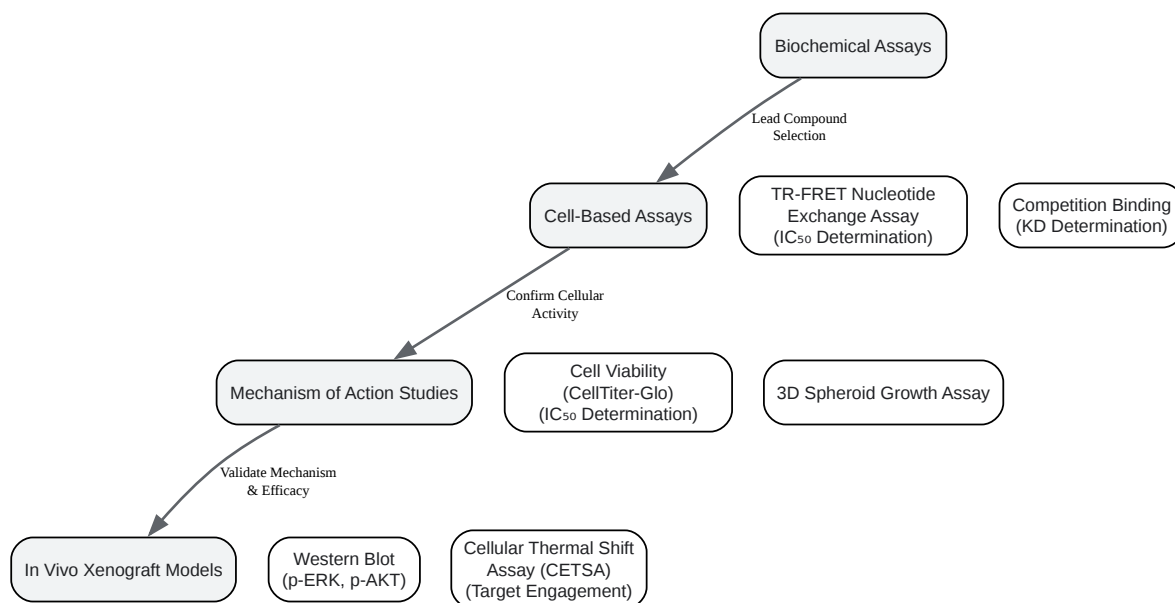 Biochemical Assays
Lead Compound
Selection
Cell-Based Assays
TR-FRET Nucleotide
Exchange Assay
(IC₅₀ Determination)
Competition Binding
(KD Determination)
Confirm Cellular
Activity
Mechanism of Action Studies
Cell Viability
(CellTiter-Glo)
(IC₅₀ Determination)
3D Spheroid Growth Assay
Validate Mechanism
& Efficacy
In Vivo Xenograft Models
Western Blot
(p-ERK, p-AKT)
Cellular Thermal Shift
Assay (CETSA)
(Target Engagement)